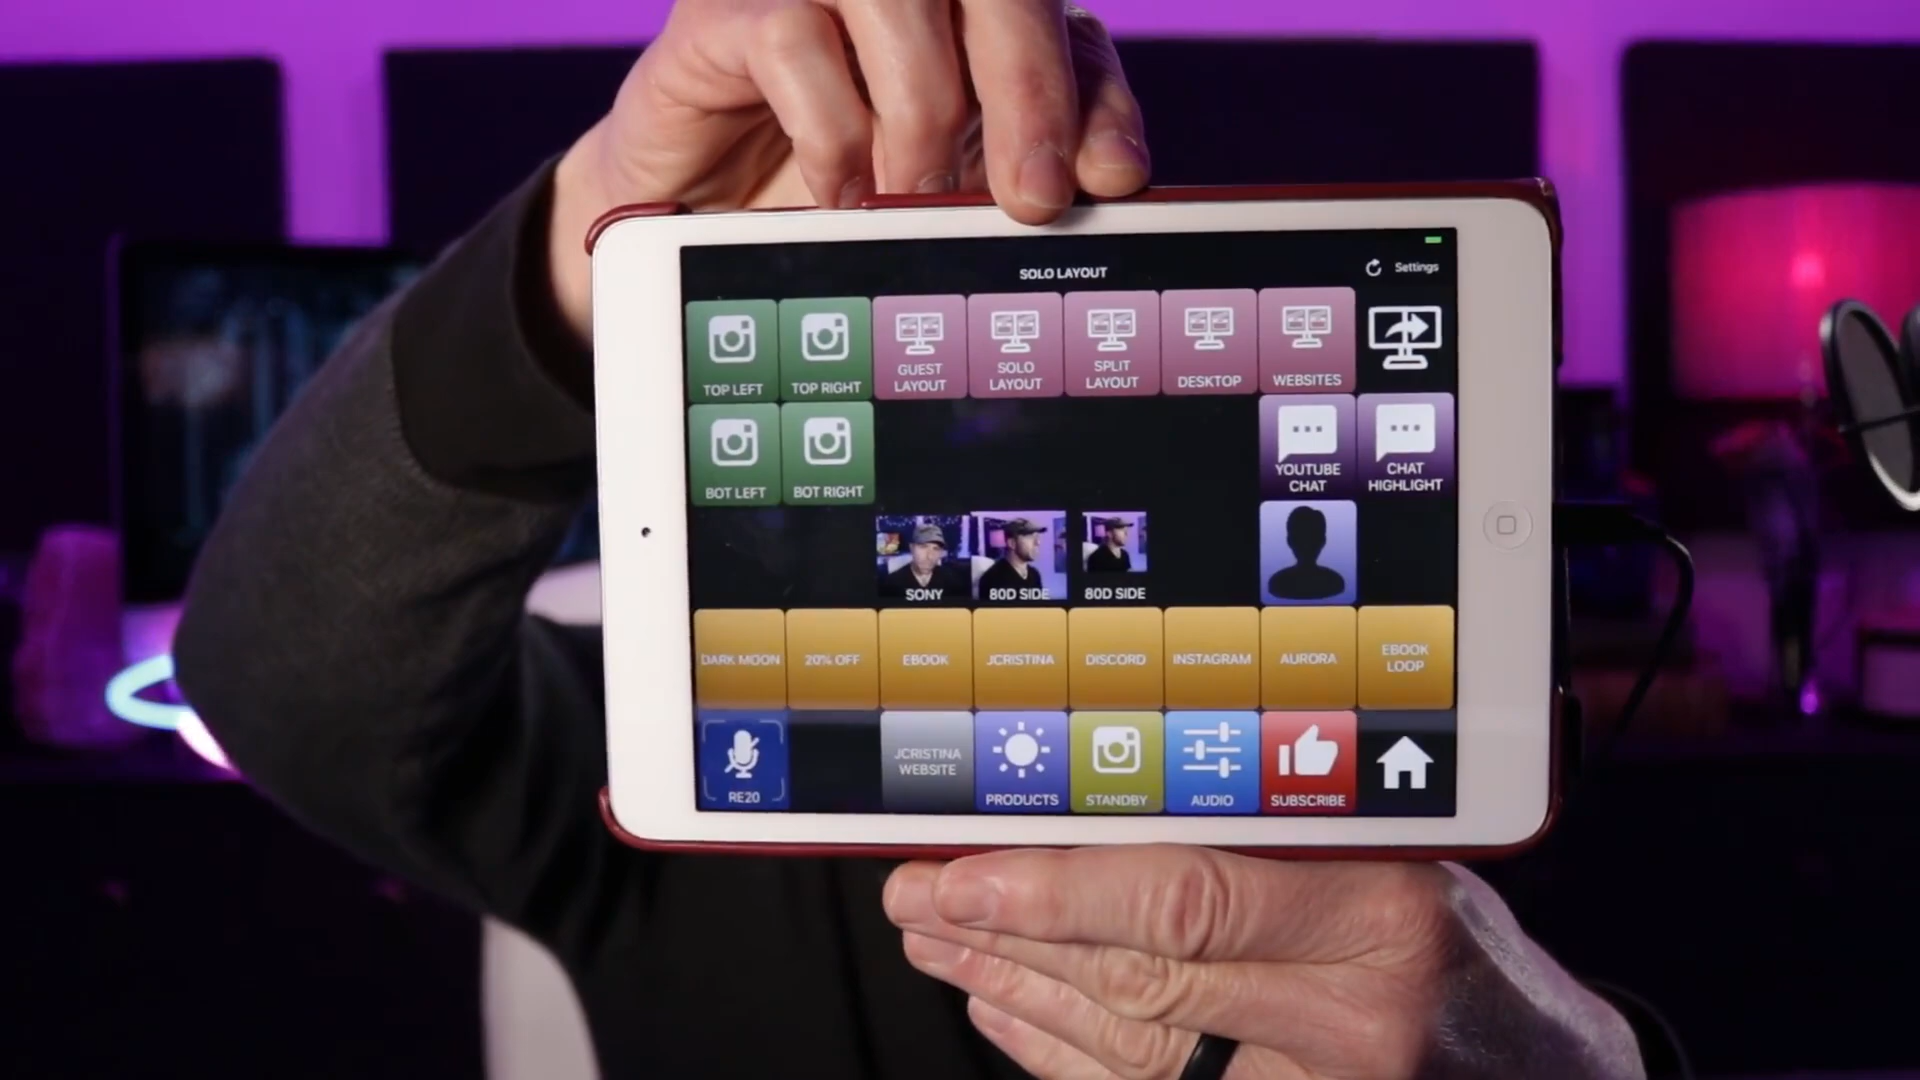 SOLO LAYOUT
Settings
TOP LEFT
TOP RIGHT
GUEST
LAYOUT
SOLO
LAYOUT
SPLIT
LAYOUT
DESKTOP
WEBSITES
BOT LEFT
BOT RIGHT
YOUTUBE
CHAT
CHAT
HIGHLIGHT
SONY
80D SIDE
80D SIDE
DARK MOON
20% OFF
EBOOK
JCRISTINA
DISCORD
INSTAGRAM
AURORA
EBOOK
LOOP
RE20
JCRISTINA
WEBSITE
PRODUCTS
STANDBY
AUDIO
SUBSCRIBE